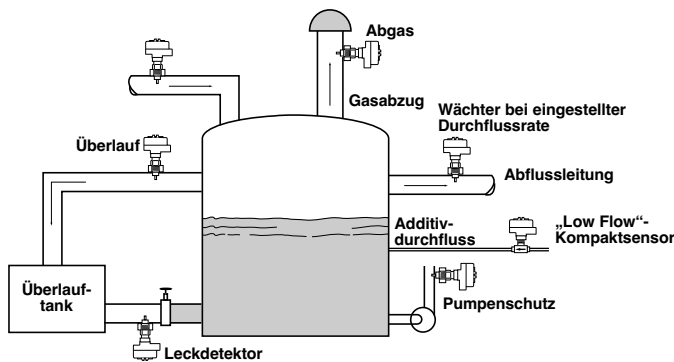 Abgas
Gasabzug
Wächter bei eingestellter
Durchflussrate
Überlauf
Abflussleitung
Additiv-
durchfluss
„Low Flow“-
Kompaktsensor
Überlauf-
tank
Pumpenschutz
Leckdetektor